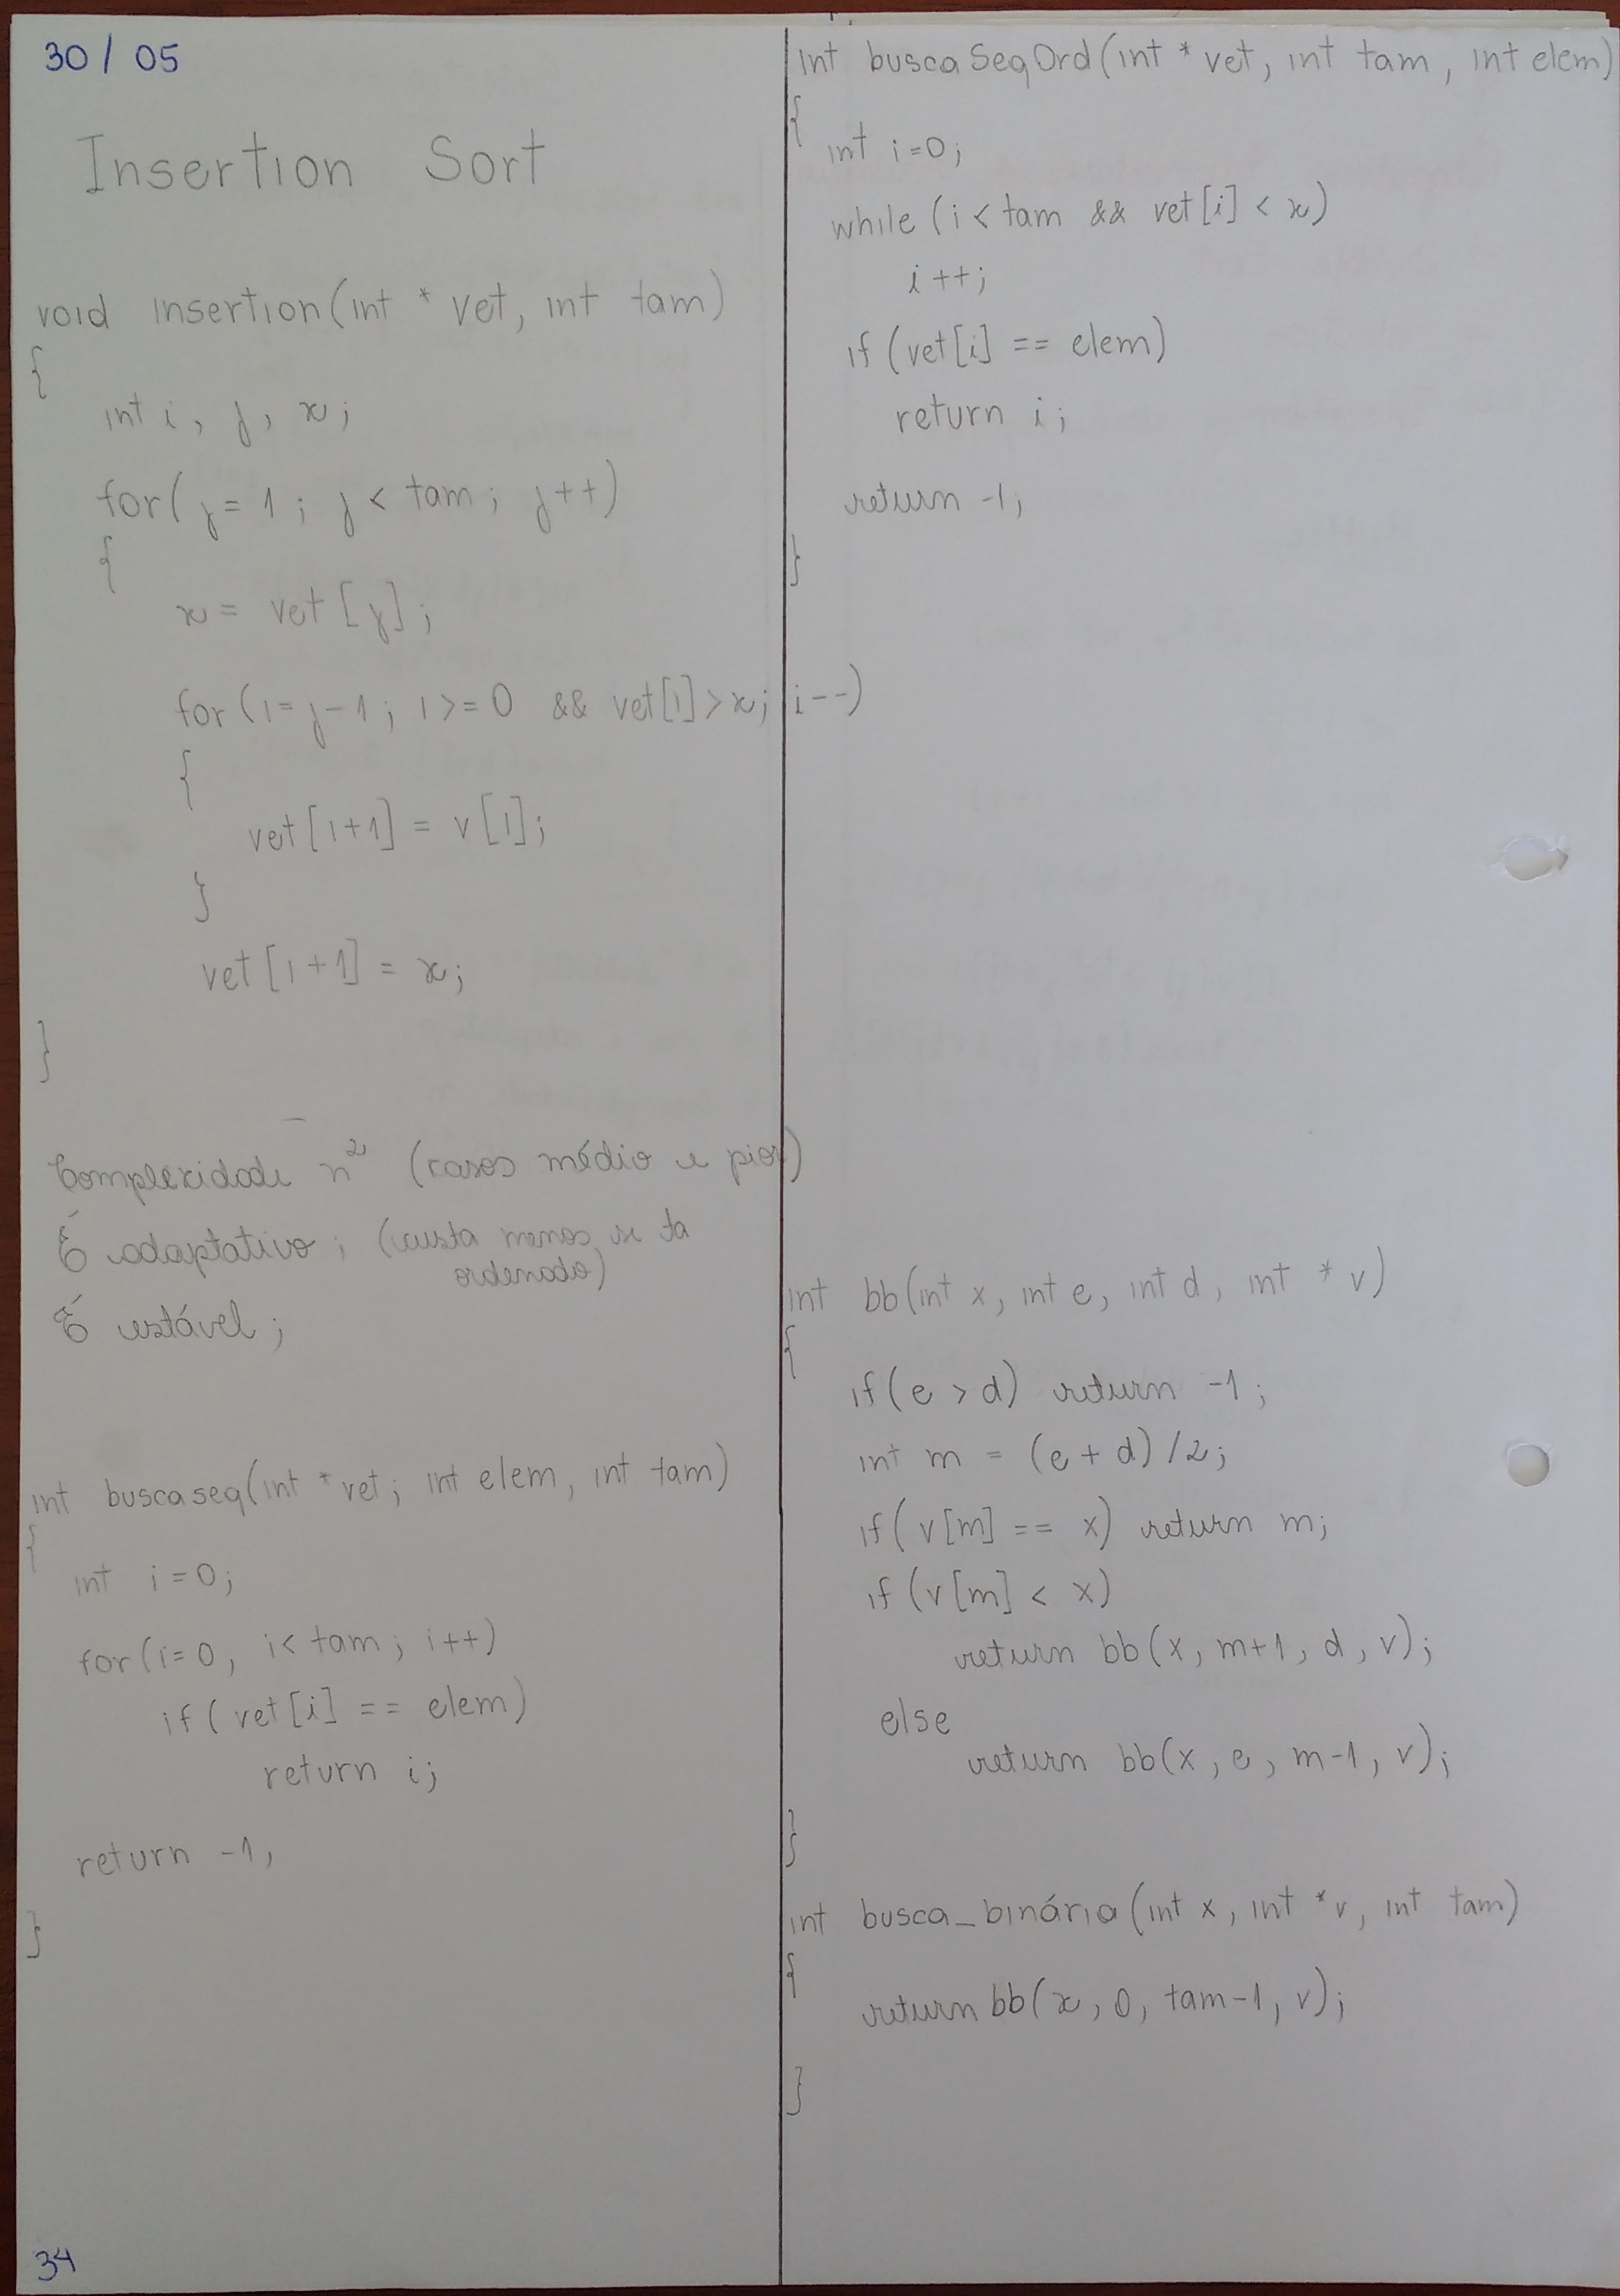 30 / 05
Insertion Sort
void insertion(int * vet, int tam)
{
int i, j, x;
for(j = 1; j < tam; j++)
{
x = vet[j];
for(i=j-1; i>=0 && vet[i]>x; i--)
{
vet[i+1] = v[i];
}
vet[i+1] = x;
}
Complexidade n² (casos médio e pior)
É adaptativo; (custa menos se ta
ordenado)
É estável;
int buscaseq(int * vet; int elem, int tam)
{
int i=0;
for(i=0, i< tam; i++)
if(vet[i] == elem)
return i;
return -1,
}
34
int buscaSeqOrd(int * vet, int tam, int elem)
{
int i=0;
while (i < tam && vet[i] < x)
i++;
if (vet[i] == elem)
return i;
return -1;
}
int bb(int x, int e, int d, int * v)
{
if(e > d) return -1;
int m = (e + d) /2;
if( v[m] == x) return m;
if (v[m] < x)
return bb(x, m+1, d, v);
else
return bb(x, e, m-1, v);
}
int busca_binária(int x, int *v, int tam)
{
return bb(x, 0, tam-1, v);
}